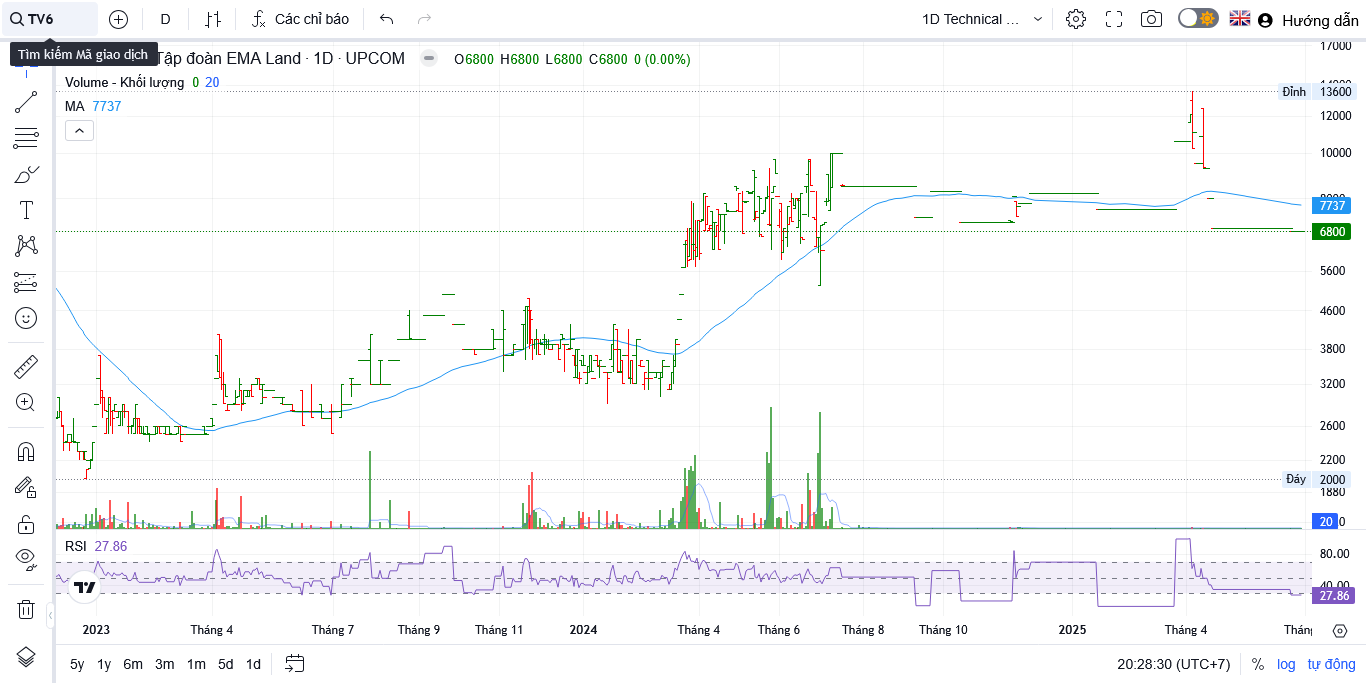 TV6 D Các chỉ báo 1D Technical ... Hướng dẫn
Tìm kiếm Mã giao dịch
Tập đoàn EMA Land · 1D · UPCOM O6800 H6800 L6800 C6800 0 (0.00%)
Volume - Khối lượng 0 20
MA 7737
17000
Đỉnh 13600
12000
10000
7737
6800
5600
4600
3800
3200
2600
2200
Đáy 2000
1880
20
RSI 27.86
80.00
40.00
27.86
2023 Tháng 4 Tháng 7 Tháng 9 Tháng 11 2024 Tháng 4 Tháng 6 Tháng 8 Tháng 10 2025 Tháng 4
5y 1y 6m 3m 1m 5d 1d 20:28:30 (UTC+7) % log tự động